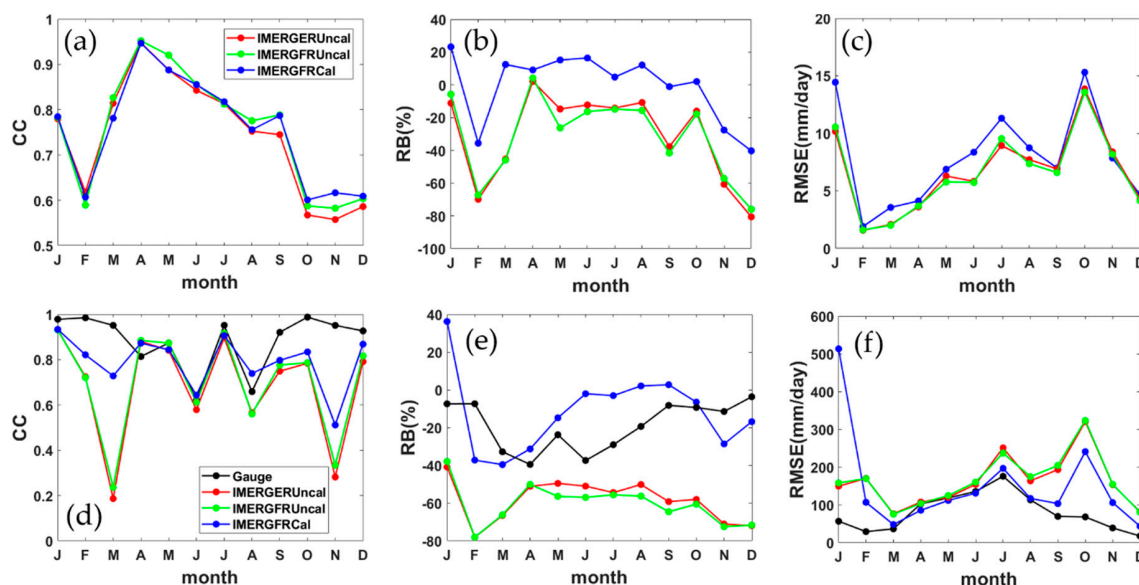 (a)
IMERGERUncal
IMERGFRUncal
IMERGFRCal
CC
1
0.9
0.8
0.7
0.6
0.5
J F M A M J J A S O N D
month
(b)
RB(%)
40
20
0
-20
-40
-60
-80
-100
J F M A M J J A S O N D
month
(c)
RMSE(mm/day)
20
15
10
5
0
J F M A M J J A S O N D
month
(d)
Gauge
IMERGERUncal
IMERGFRUncal
IMERGFRCal
CC
1
0.8
0.6
0.4
0.2
0
J F M A M J J A S O N D
month
(e)
RB(%)
40
20
0
-20
-40
-60
-80
J F M A M J J A S O N D
month
(f)
RMSE(mm/day)
600
500
400
300
200
100
0
J F M A M J J A S O N D
month